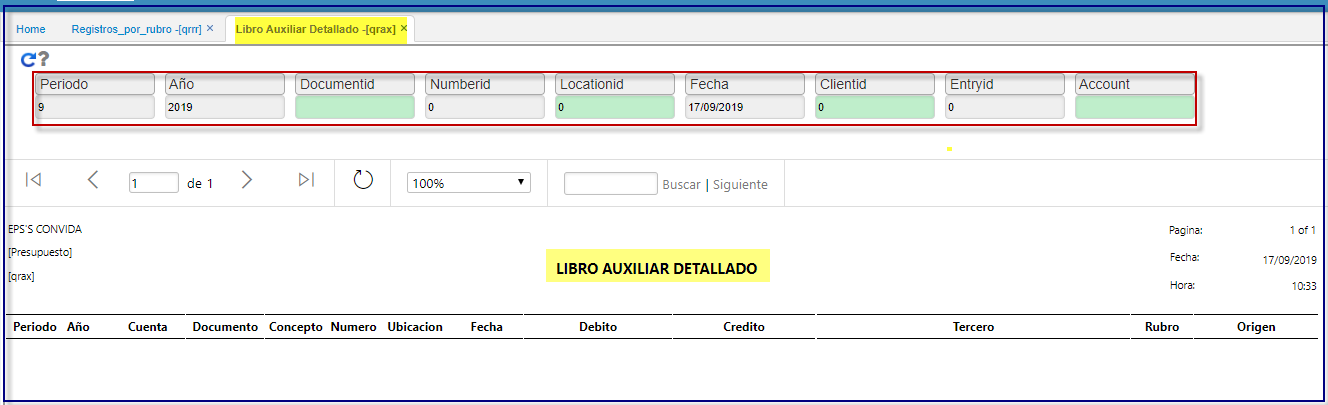 Home Registros_por_rubro -[qrrr] × Libro Auxiliar Detallado -[qrax] ×
?
Periodo Año Documentid Numberid Locationid Fecha Clientid Entryid Account
9 2019 0 0 17/09/2019 0 0
1 de 1 100% Buscar | Siguiente
EPS'S CONVIDA Pagina: 1 of 1
[Presupuesto] Fecha: 17/09/2019
LIBRO AUXILIAR DETALLADO
[qrax] Hora: 10:33
Periodo Año Cuenta Documento Concepto Numero Ubicacion Fecha Debito Credito Tercero Rubro Origen